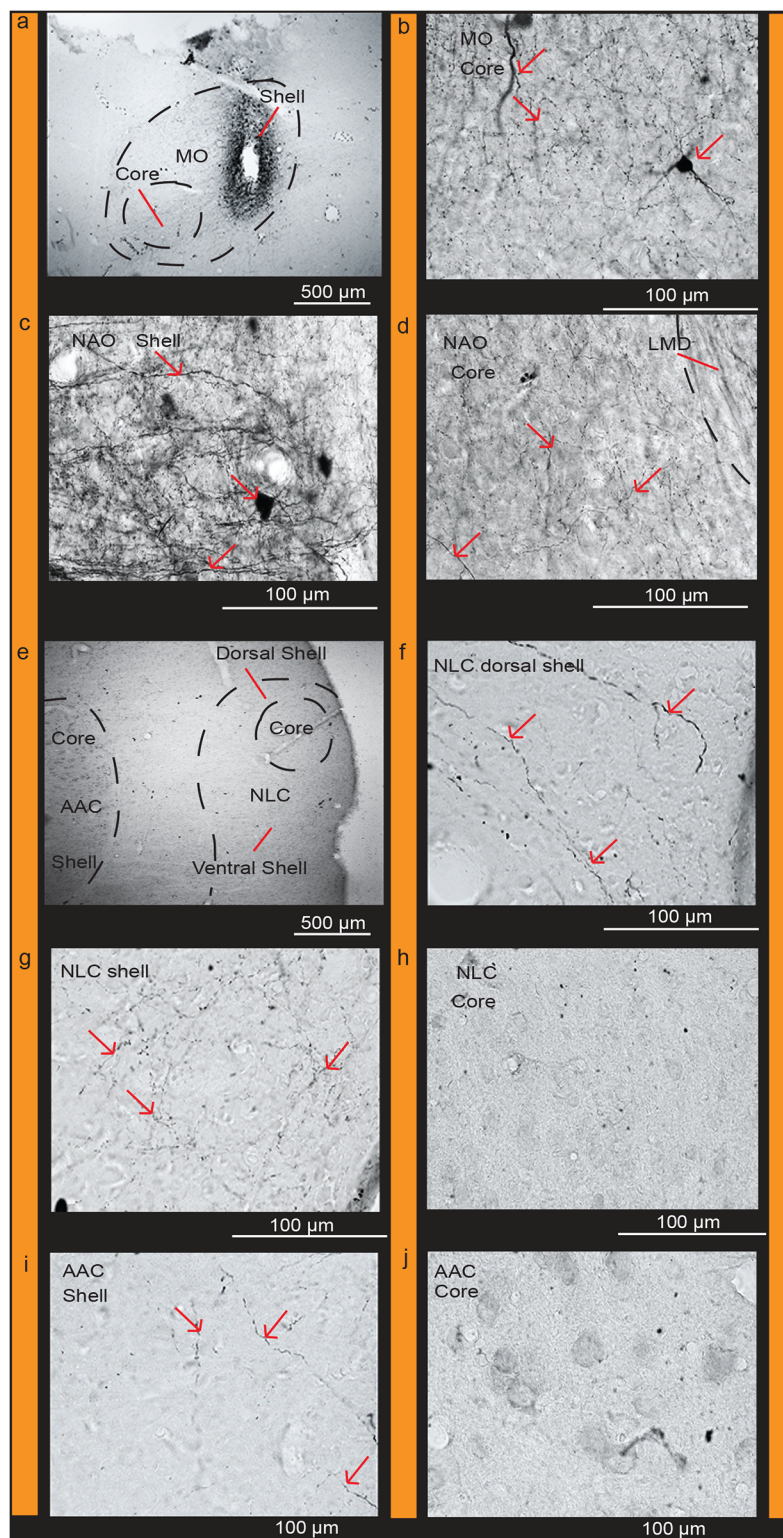 a
Shell
MO
Core
500 µm
b
MO
Core
100 µm
c
NAO Shell
100 µm
d
NAO
Core
LMD
100 µm
e
Dorsal Shell
Core
Core
AAC
NLC
Shell
Ventral Shell
500 µm
f
NLC dorsal shell
100 µm
g
NLC shell
100 µm
h
NLC
Core
100 µm
i
AAC
Shell
100 µm
j
AAC
Core
100 µm